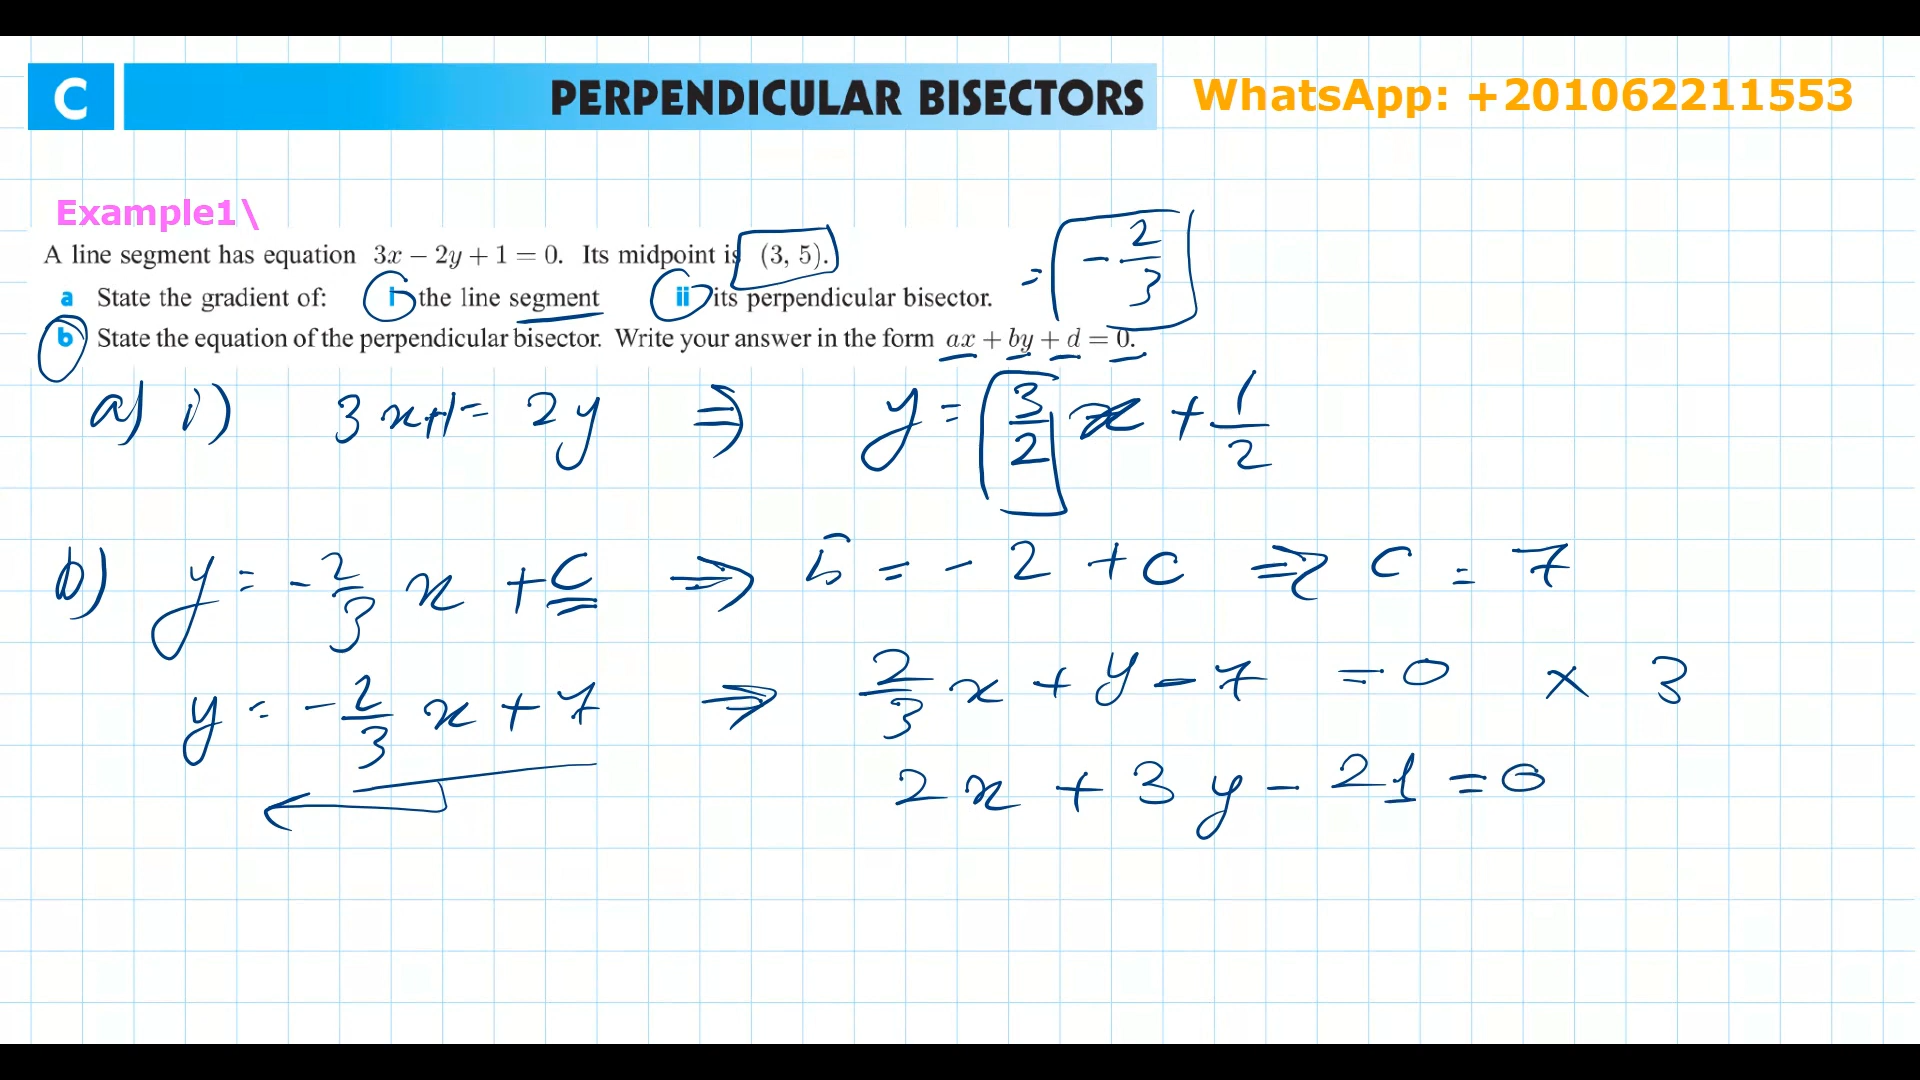 C PERPENDICULAR BISECTORS WhatsApp: +201062211553
Example1\
A line segment has equation 3x − 2y + 1 = 0. Its midpoint is (3, 5).
a State the gradient of: i the line segment ii its perpendicular bisector. = −2/3
b State the equation of the perpendicular bisector. Write your answer in the form ax + by + d = 0.
a) i) 3x+1 = 2y ⇒ y = 3/2 x + 1/2
b) y = −2/3 x + c ⇒ 5 = −2 + c ⇒ c = 7
y = −2/3 x + 7 ⇒ 2/3 x + y − 7 = 0 × 3
2x + 3y − 21 = 0